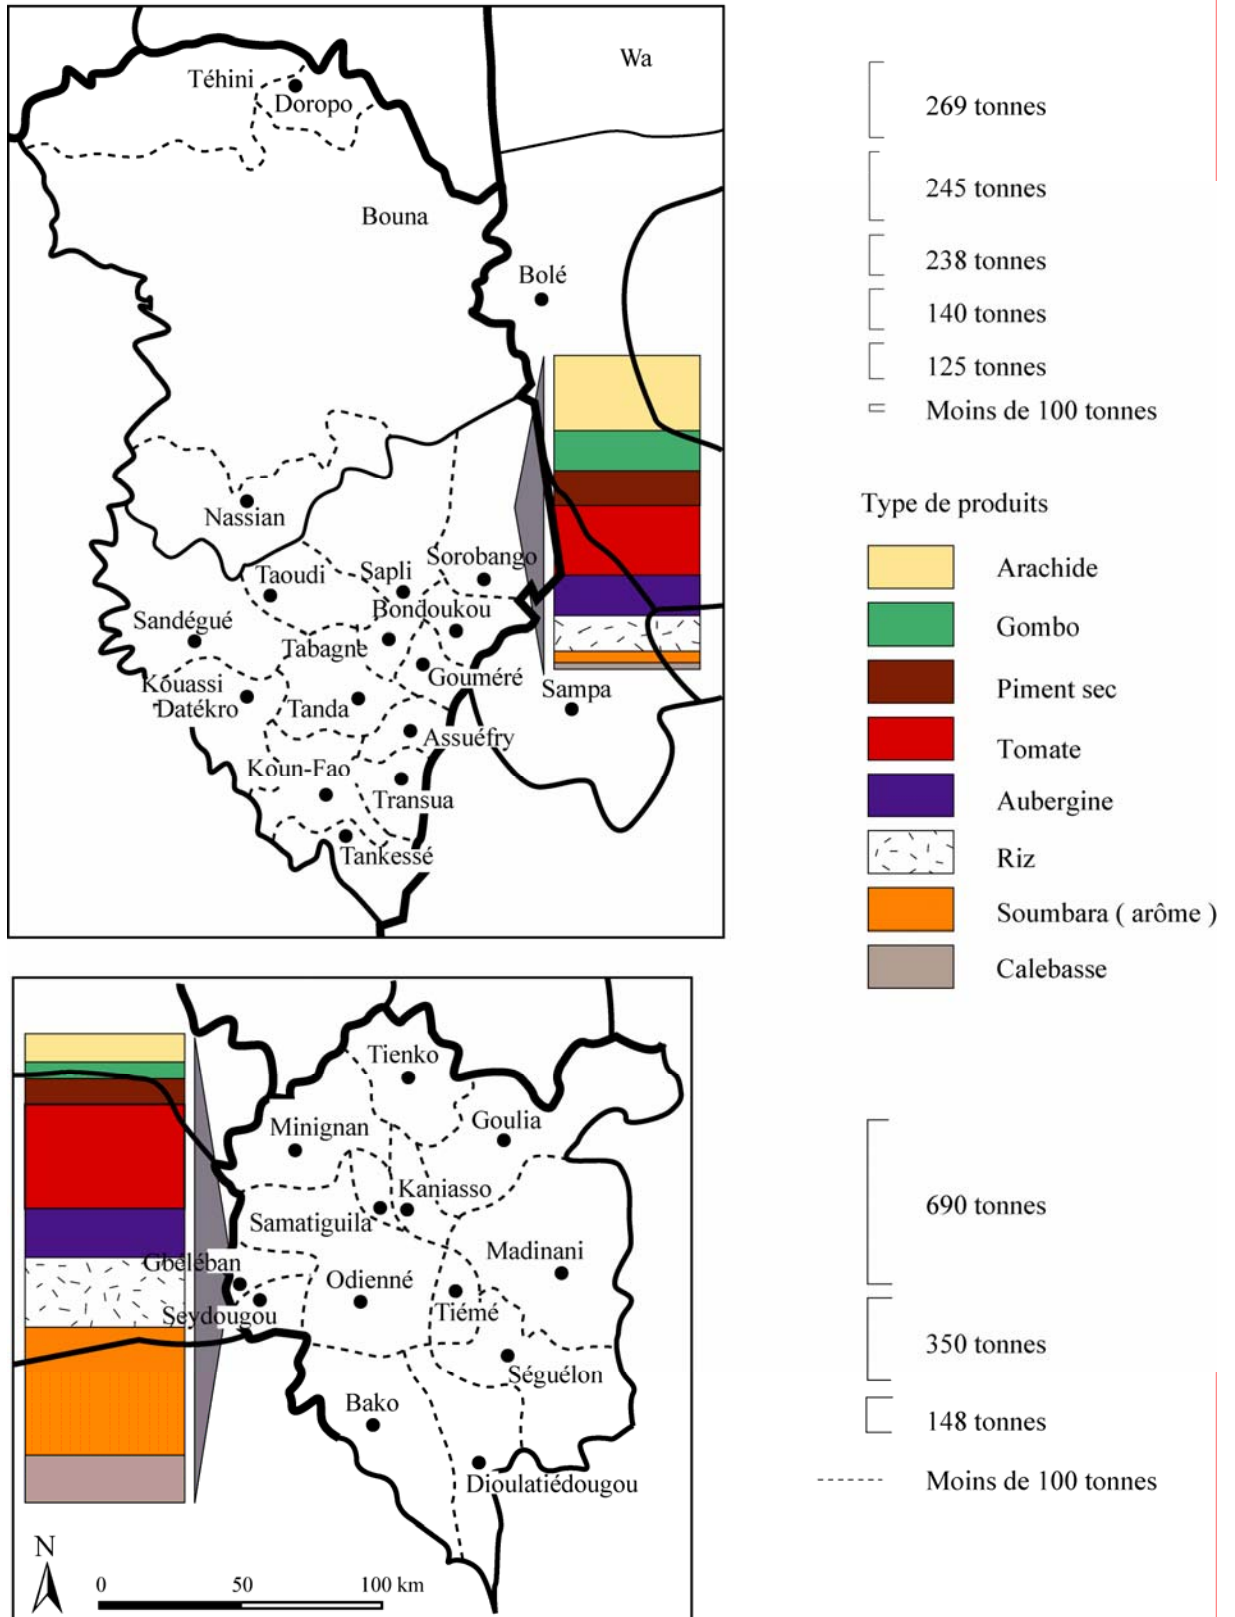 Wa
Téhini
Doropo
Bouna
Bolé
Nassian
Taoudi
Sapli
Sorobango
Bondoukou
Sandégué
Tabagne
Gouméré
Kouassi
Datékro
Tanda
Sampa
Assuéfry
Koun-Fao
Transua
Tankessé
269 tonnes
245 tonnes
238 tonnes
140 tonnes
125 tonnes
Moins de 100 tonnes
Type de produits
Arachide
Gombo
Piment sec
Tomate
Aubergine
Riz
Soumbara ( arôme )
Calebasse
Tienko
Minignan
Goulia
Kaniasso
Samatiguila
Madinani
Gbéléban
Odienné
Seydougou
Tiémé
Séguélon
Bako
Dioulatiédougou
N
0 50 100 km
690 tonnes
350 tonnes
148 tonnes
Moins de 100 tonnes